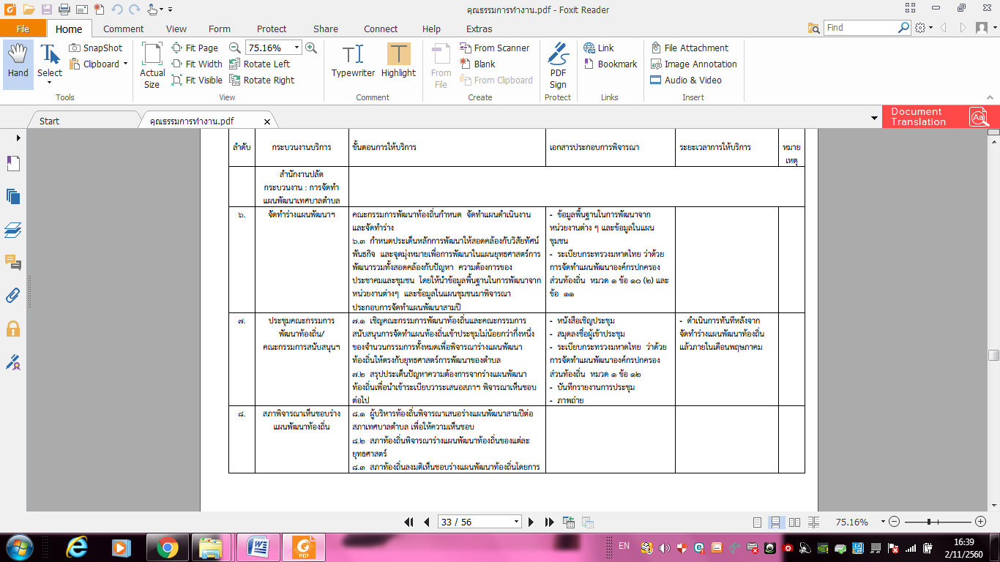 คุณธรรมการทำงาน.pdf - Foxit Reader
File Home Comment View Form Protect Share Connect Help Extras
Find
Hand
Select
SnapShot
Clipboard
Tools
Actual Size
Fit Page
Fit Width
Fit Visible
75.16%
Rotate Left
Rotate Right
View
Typewriter
Highlight
Comment
From File
From Scanner
Blank
From Clipboard
Create
PDF Sign
Protect
Link
Bookmark
Links
File Attachment
Image Annotation
Audio & Video
Insert
Start
คุณธรรมการทำงาน.pdf
Document
Translation
ลำดับ
กระบวนงานบริการ
ขั้นตอนการให้บริการ
เอกสารประกอบการพิจารณา
ระยะเวลาการให้บริการ
หมาย
เหตุ
สำนักงานปลัด
กระบวนงาน : การจัดทำ
แผนพัฒนาเทศบาลตำบล
๖.
จัดทำร่างแผนพัฒนาฯ
คณะกรรมการพัฒนาท้องถิ่นกำหนด จัดทำแผนดำเนินงาน
และจัดทำร่าง
๖.๓ กำหนดประเด็นหลักการพัฒนาให้สอดคล้องกับวิสัยทัศน์
พันธกิจ และจุดมุ่งหมายเพื่อการพัฒนาในแผนยุทธศาสตร์การ
พัฒนารวมทั้งสอดคล้องกับปัญหา ความต้องการของ
ประชาคมและชุมชน โดยให้นำข้อมูลพื้นฐานในการพัฒนาจาก
หน่วยงานต่างๆ และข้อมูลในแผนชุมชนมาพิจารณา
ประกอบการจัดทำแผนพัฒนาสามปี
- ข้อมูลพื้นฐานในการพัฒนาจาก
หน่วยงานต่าง ๆ และข้อมูลในแผน
ชุมชน
- ระเบียบกระทรวงมหาดไทย ว่าด้วย
การจัดทำแผนพัฒนาองค์กรปกครอง
ส่วนท้องถิ่น หมวด ๑ ข้อ ๑๐ (๒) และ
ข้อ ๑๑
๗.
ประชุมคณะกรรมการ
พัฒนาท้องถิ่น/
คณะกรรมการสนับสนุนฯ
๗.๑ เชิญคณะกรรมการพัฒนาท้องถิ่นและคณะกรรมการ
สนับสนุนการจัดทำแผนท้องถิ่นเข้าประชุมไม่น้อยกว่ากึ่งหนึ่ง
ของจำนวนกรรมการทั้งหมดเพื่อพิจารณาร่างแผนพัฒนา
ท้องถิ่นให้ตรงกับยุทธศาสตร์การพัฒนาของตำบล
๗.๒ สรุปประเด็นปัญหาความต้องการจากร่างแผนพัฒนา
ท้องถิ่นเพื่อนำเข้าระเบียบวาระเสนอสภาฯ พิจารณาเห็นชอบ
ต่อไป
- หนังสือเชิญประชุม
- สมุดลงชื่อผู้เข้าประชุม
- ระเบียบกระทรวงมหาดไทย ว่าด้วย
การจัดทำแผนพัฒนาองค์กรปกครอง
ส่วนท้องถิ่น หมวด ๑ ข้อ ๑๒
- บันทึกรายงานการประชุม
- ภาพถ่าย
- ดำเนินการทันทีหลังจาก
จัดทำร่างแผนพัฒนาท้องถิ่น
แล้วภายในเดือนพฤษภาคม
๘.
สภาพิจารณาเห็นชอบร่าง
แผนพัฒนาท้องถิ่น
๘.๑ ผู้บริหารท้องถิ่นพิจารณาเสนอร่างแผนพัฒนาสามปีต่อ
สภาเทศบาลตำบล เพื่อให้ความเห็นชอบ
๘.๒ สภาท้องถิ่นพิจารณาร่างแผนพัฒนาท้องถิ่นของแต่ละ
ยุทธศาสตร์
๘.๓ สภาท้องถิ่นลงมติเห็นชอบร่างแผนพัฒนาท้องถิ่นโดยการ
33 / 56
75.16%
EN
16:39
2/11/2560